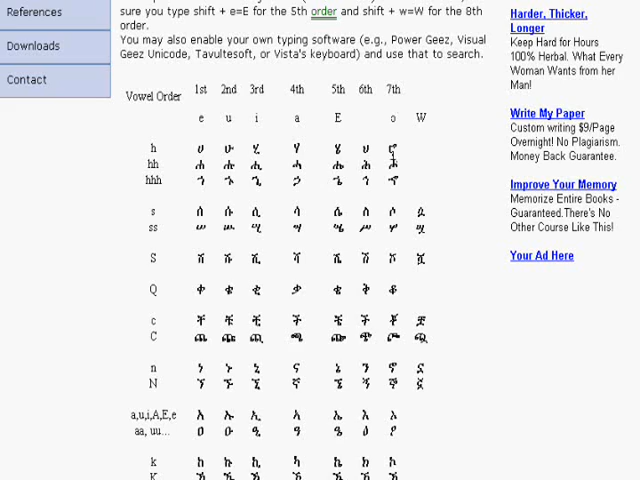 References
Downloads
Contact
sure you type shift + e=E for the 5th order and shift + w=W for the 8th
order.
You may also enable your own typing software (e.g., Power Geez, Visual
Geez Unicode, Tavultesoft, or Vista's keyboard) and use that to search.
Vowel Order 1st 2nd 3rd 4th 5th 6th 7th
e u i a E ɔ W
h ሀ ሁ ሂ ሃ ሄ ህ ሆ
hh ሐ ሑ ሒ ሓ ሔ ሕ ሖ
hhh ኀ ኁ ኂ ኃ ኄ ኅ ኆ
s ሰ ሱ ሲ ሳ ሴ ስ ሶ ሷ
ss ሠ ሡ ሢ ሣ ሤ ሥ ሦ ሧ
S ሸ ሹ ሺ ሻ ሼ ሽ ሾ ሿ
Q ቀ ቁ ቂ ቃ ቄ ቅ ቆ
c ቸ ቹ ቺ ቻ ቼ ች ቾ ቿ
C ጨ ጩ ጪ ጫ ጬ ጭ ጮ ጯ
n ነ ኑ ኒ ና ኔ ን ኖ ኗ
N ኘ ኙ ኚ ኛ ኜ ኝ ኞ ኟ
a,u,i,A,E,e አ ኡ ኢ ኣ ኤ እ ኦ
aa, uu... ዐ ዑ ዒ ዓ ዔ ዕ ዖ
k ከ ኩ ኪ ካ ኬ ክ ኮ
K
Harder, Thicker,
Longer
Keep Hard for Hours
100% Herbal. What Every
Woman Wants from her
Man!
Write My Paper
Custom writing $9/Page
Overnight! No Plagiarism.
Money Back Guarantee.
Improve Your Memory
Memorize Entire Books -
Guaranteed.There's No
Other Course Like This!
Your Ad Here